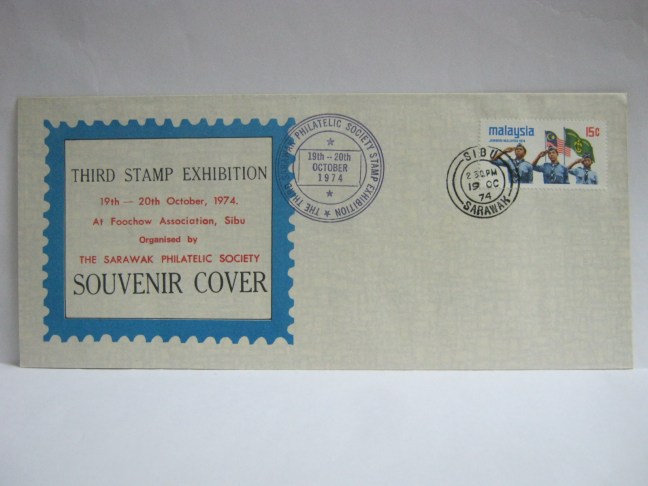 THIRD STAMP EXHIBITION
19th — 20th October, 1974.
At Foochow Association, Sibu
Organised by
THE SARAWAK PHILATELIC SOCIETY
SOUVENIR COVER
PHILATELIC SOCIETY STAMP EXHIBITION
THE
19th – 20th
OCTOBER
1974
malaysia
15c
SIBU
2 30PM
19 OC
74
SARAWAK